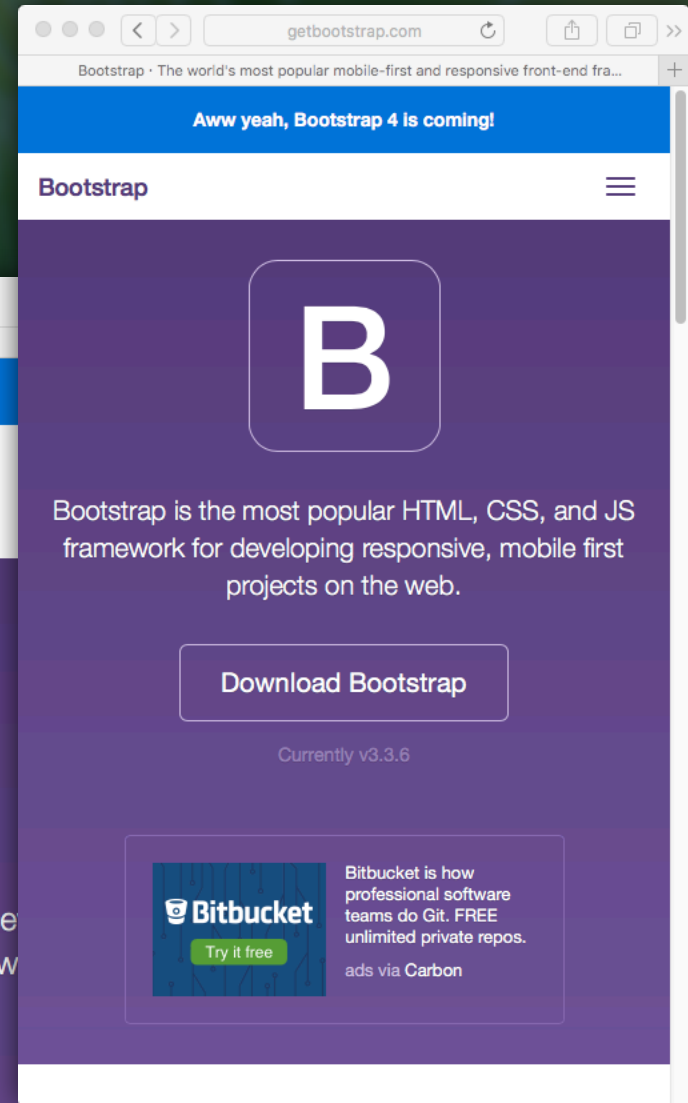 getbootstrap.com
Bootstrap · The world's most popular mobile-first and responsive front-end fra...
Aww yeah, Bootstrap 4 is coming!
Bootstrap
B
Bootstrap is the most popular HTML, CSS, and JS
framework for developing responsive, mobile first
projects on the web.
Download Bootstrap
Currently v3.3.6
Bitbucket
Try it free
Bitbucket is how
professional software
teams do Git. FREE
unlimited private repos.
ads via Carbon